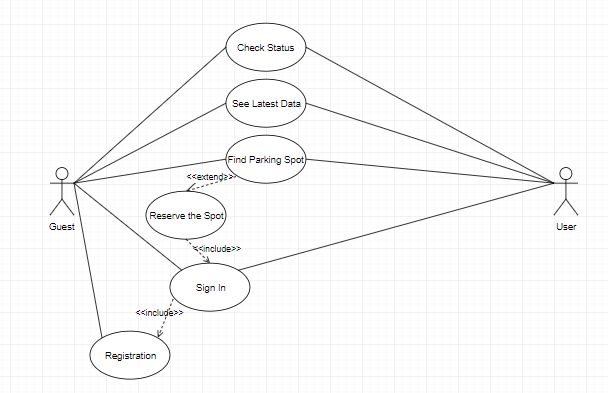 Check Status
See Latest Data
Find Parking Spot
<<extend>>
Guest
User
Reserve the Spot
<<include>>
Sign In
<<include>>
Registration